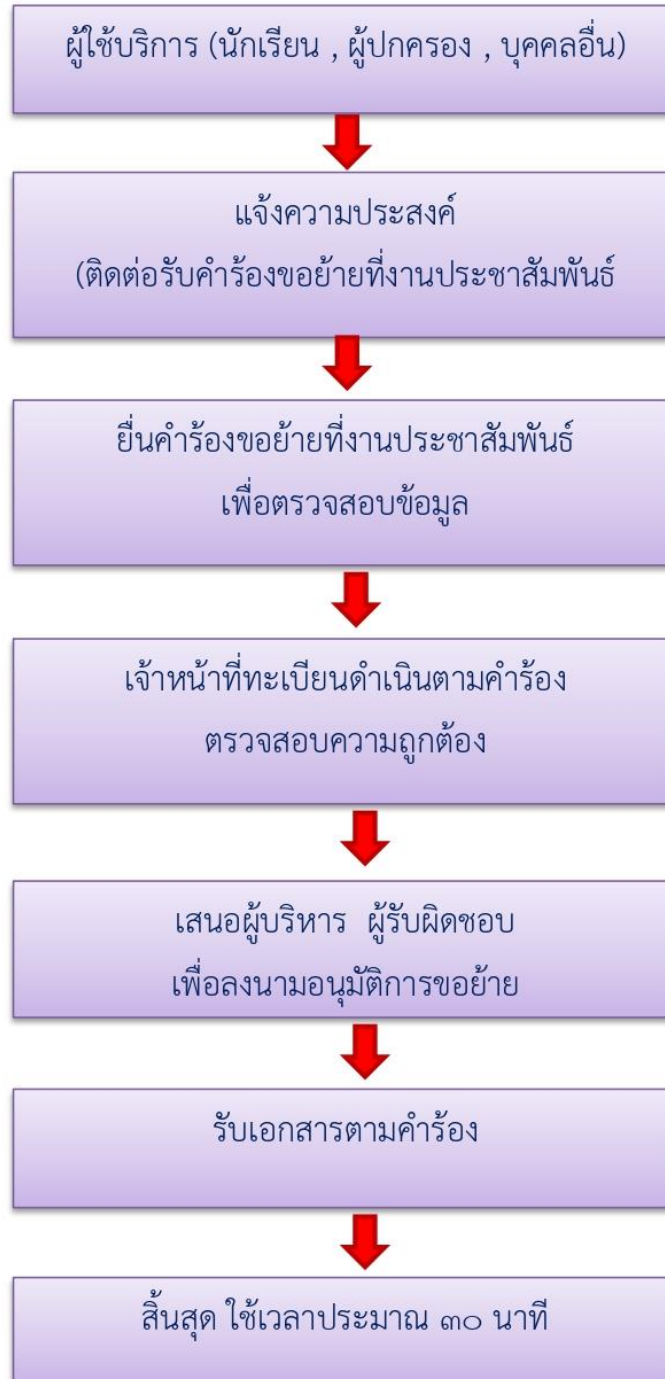 ผู้ใช้บริการ (นักเรียน , ผู้ปกครอง , บุคคลอื่น)
แจ้งความประสงค์
(ติดต่อรับคำร้องขอย้ายที่งานประชาสัมพันธ์
ยื่นคำร้องขอย้ายที่งานประชาสัมพันธ์
เพื่อตรวจสอบข้อมูล
เจ้าหน้าที่ทะเบียนดำเนินตามคำร้อง
ตรวจสอบความถูกต้อง
เสนอผู้บริหาร ผู้รับผิดชอบ
เพื่อลงนามอนุมัติการขอย้าย
รับเอกสารตามคำร้อง
สิ้นสุด ใช้เวลาประมาณ ๓๐ นาที